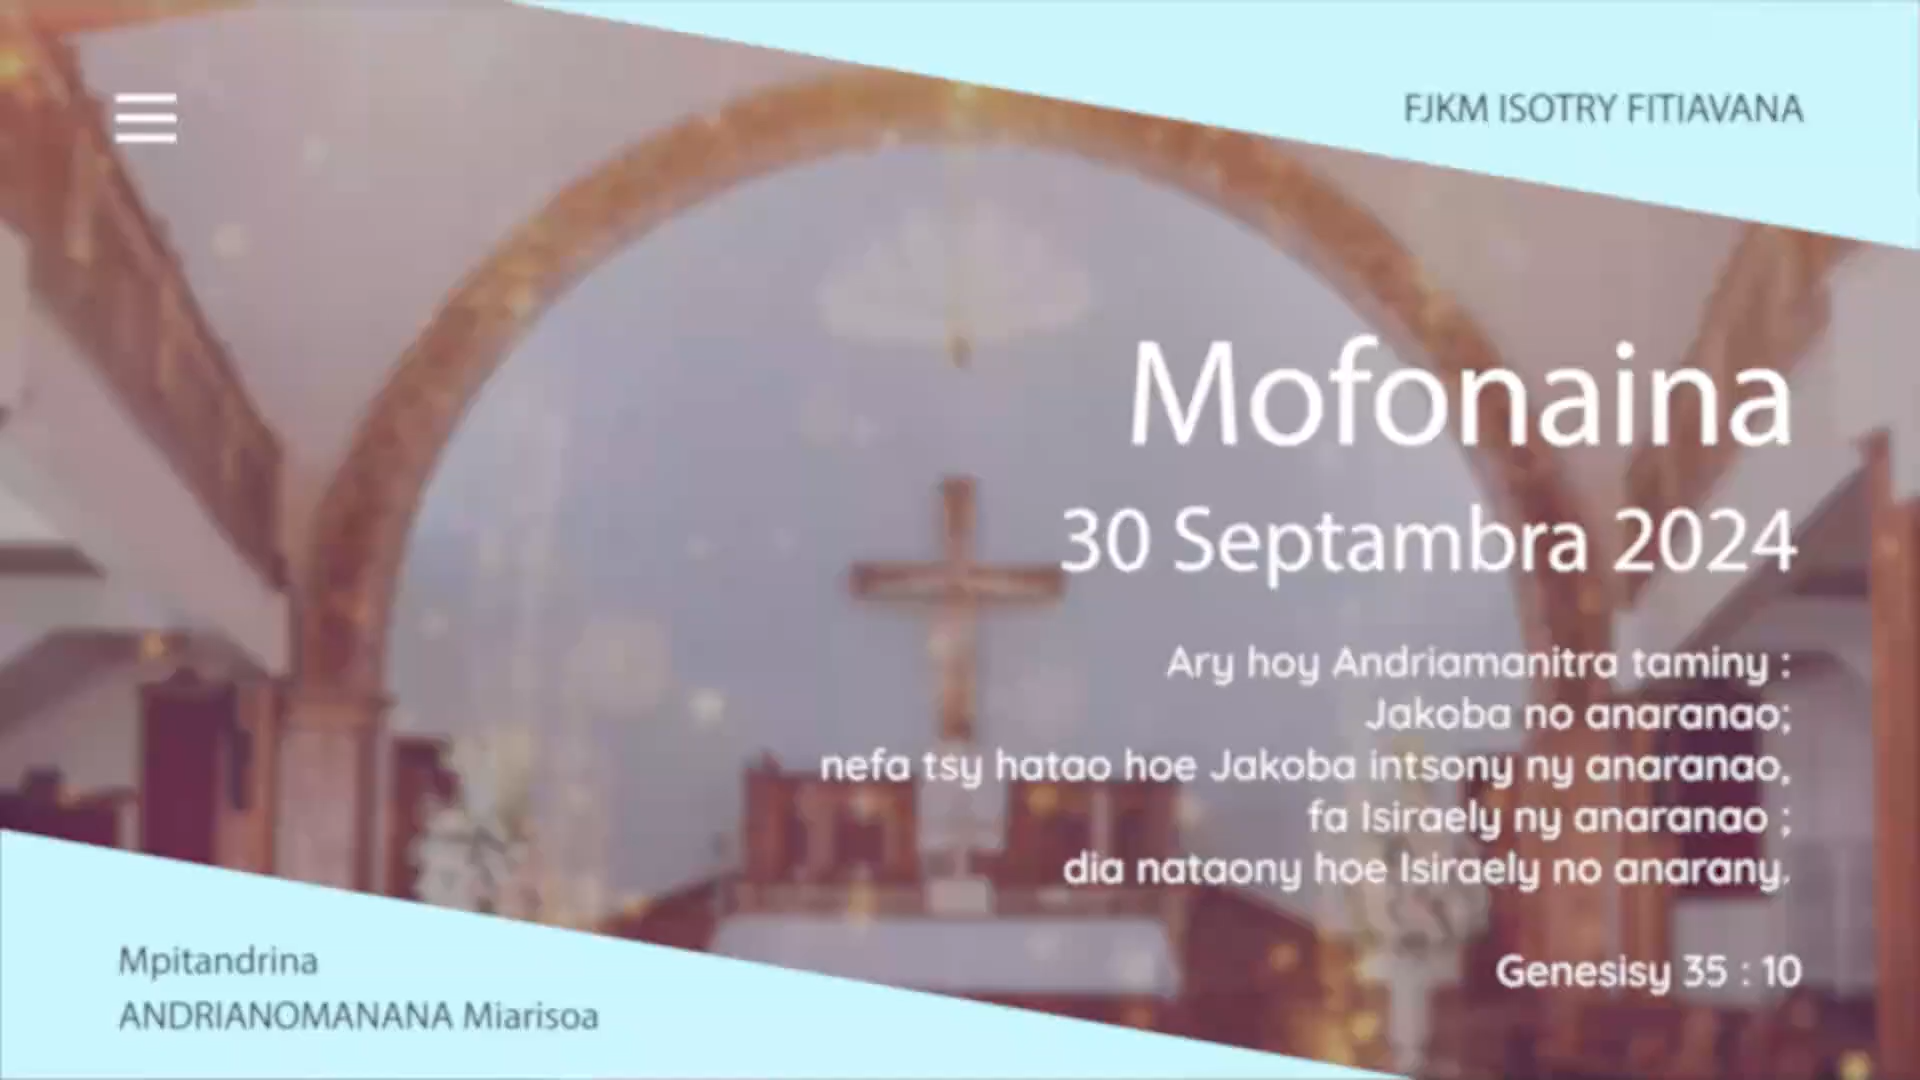 FJKM ISOTRY FITIAVANA
Mofonaina
30 Septambra 2024
Ary hoy Andriamanitra taminy :
Jakoba no anaranao;
nefa tsy hatao hoe Jakoba intsony ny anaranao,
fa Isiraely ny anaranao ;
dia nataony hoe Isiraely no anarany.
Genesisy 35 : 10
Mpitandrina
ANDRIANOMANANA Miarisoa